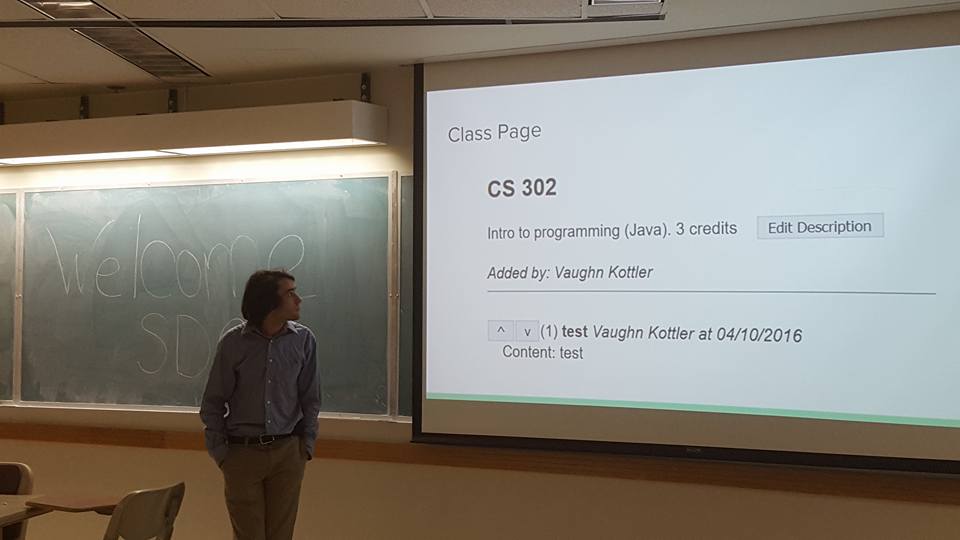 Welcome
Class Page
CS 302
Intro to programming (Java). 3 credits Edit Description
Added by: Vaughn Kottler
^ v (1) test Vaughn Kottler at 04/10/2016
Content: test